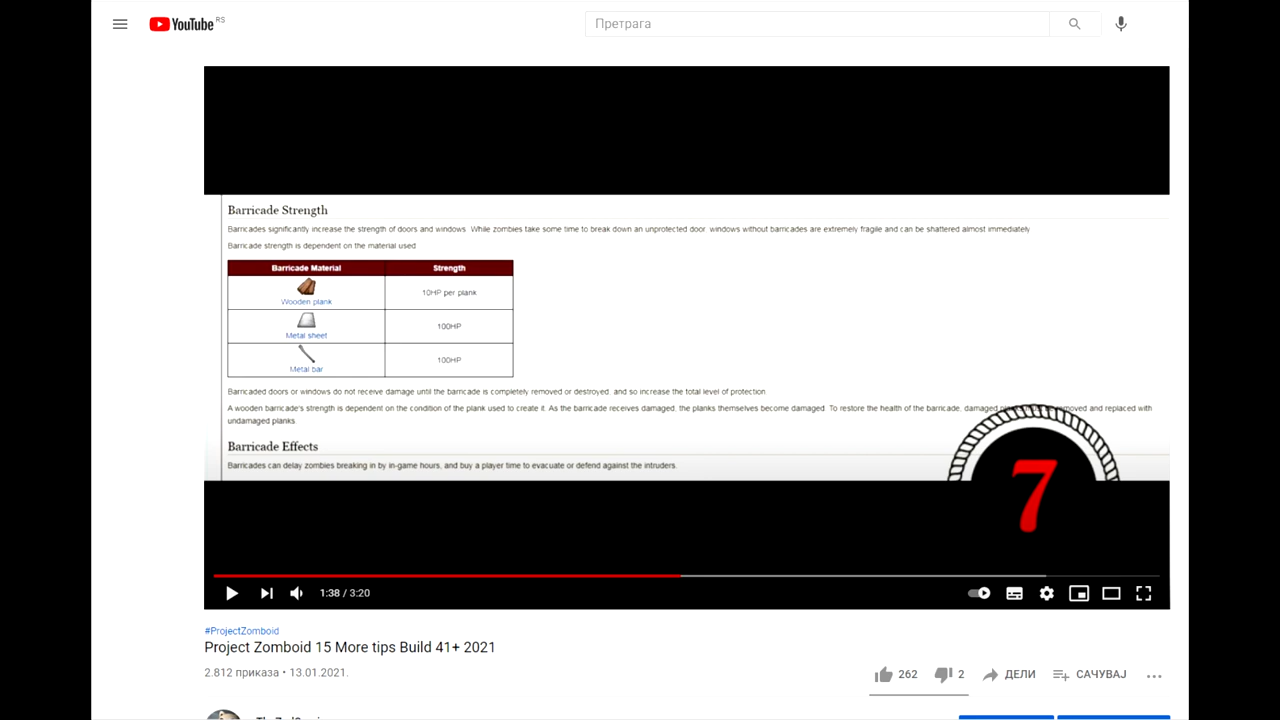 YouTube RS
Претрага
Barricade Strength
Barricades significantly increase the strength of doors and windows. While zombies take some time to break down an unprotected door, windows without barricades are extremely fragile and can be shattered almost immediately.
Barricade strength is dependent on the material used.
Barricade Material Strength
Wooden plank 10HP per plank
Metal sheet 100HP
Metal bar 100HP
Barricaded doors or windows do not receive damage until the barricade is completely removed or destroyed, and so increase the total level of protection.
A wooden barricade's strength is dependent on the condition of the plank used to create it. As the barricade receives damaged, the planks themselves become damaged. To restore the health of the barricade, damaged removed and replaced with
undamaged planks.
Barricade Effects
Barricades can delay zombies breaking in by in-game hours, and buy a player time to evacuate or defend against the intruders.
7
1:38 / 3:20
#ProjectZomboid
Project Zomboid 15 More tips Build 41+ 2021
2.812 приказа • 13.01.2021.
262 2 ДЕЛИ САЧУВАЈ